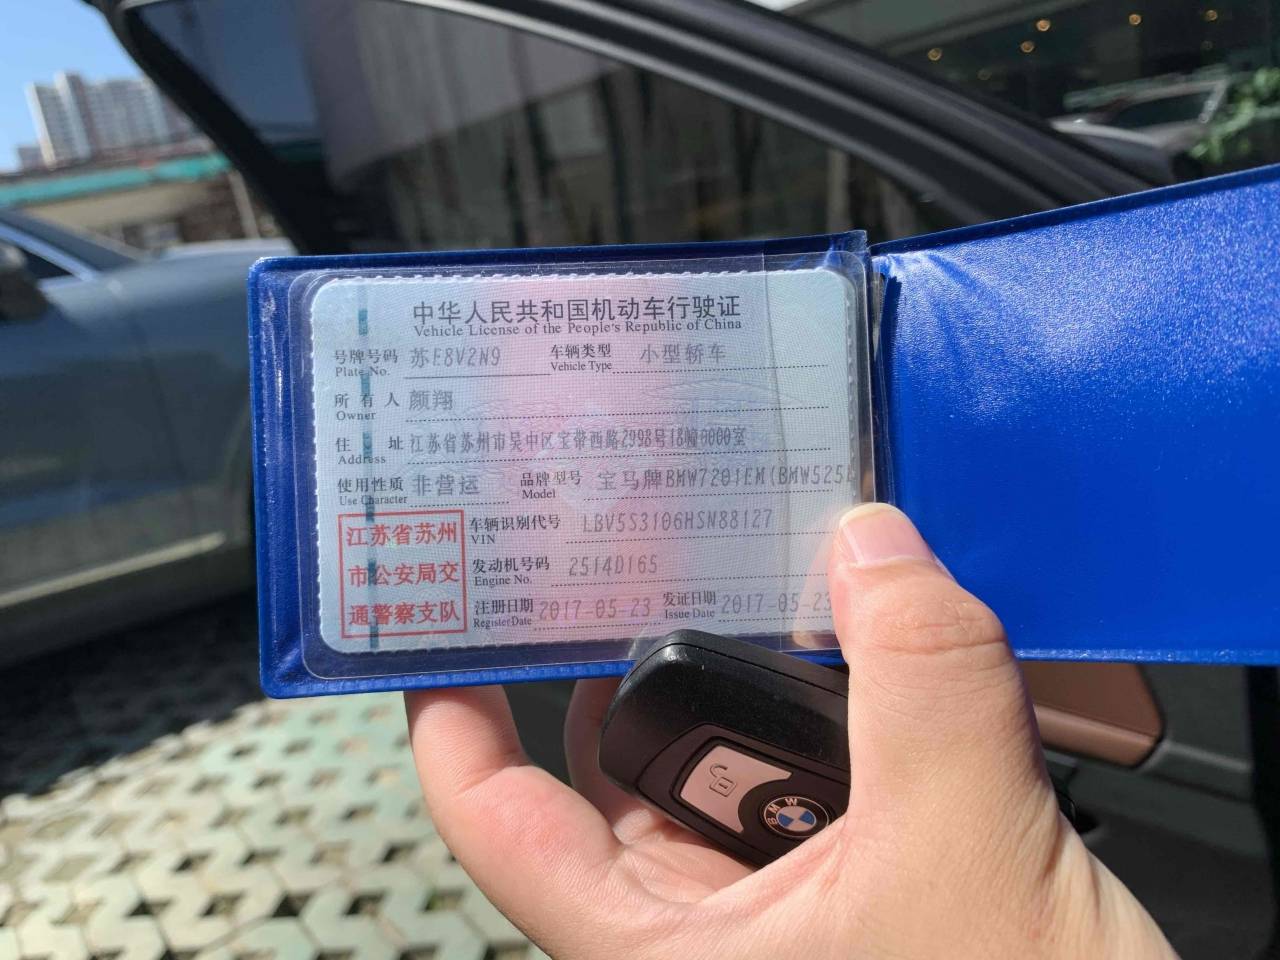 中华人民共和国机动车行驶证
Vehicle License of the People's Republic of China
号牌号码 苏E8V2N9 车辆类型 小型轿车
Plate No. Vehicle Type
所有人 颜翔
Owner
住址 江苏省苏州市吴中区宝带西路2998号18幢0000室
Address
使用性质 非营运 品牌型号 宝马牌BMW7201EM(BMW525L
Use Character Model
江苏省苏州
市公安局交
通警察支队
车辆识别代号 LBV5S3106HSN88127
VIN
发动机号码 2514D165
Engine No.
注册日期 2017-05-23 发证日期 2017-05-23
Register Date Issue Date
BMW